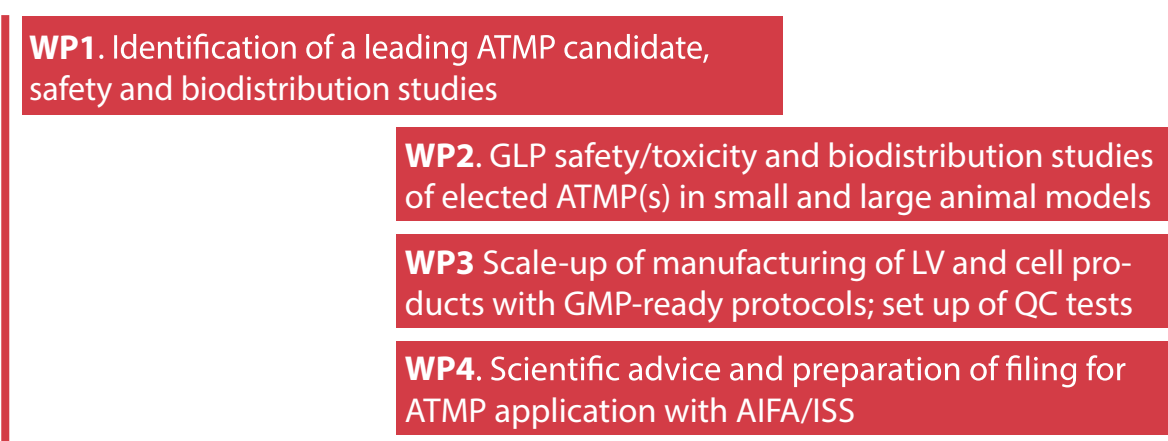 WP1. Identification of a leading ATMP candidate,
safety and biodistribution studies
WP2. GLP safety/toxicity and biodistribution studies
of elected ATMP(s) in small and large animal models
WP3 Scale-up of manufacturing of LV and cell pro-
ducts with GMP-ready protocols; set up of QC tests
WP4. Scientific advice and preparation of filing for
ATMP application with AIFA/ISS